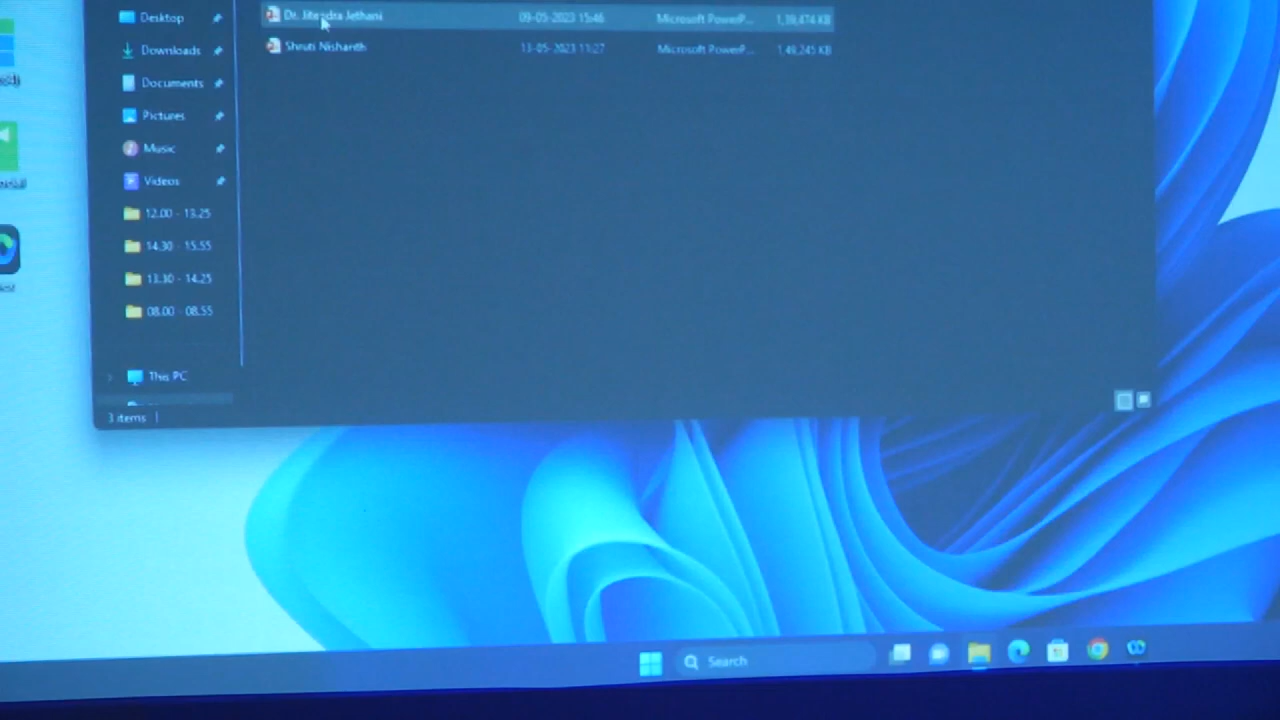 Desktop
Dr. Jitendra Jethani 09-05-2023 15:46 Microsoft PowerP... 1,39,474 KB
Downloads
Shruti Nishanth 13-05-2023 11:27 Microsoft PowerP... 1,49,245 KB
Documents
Pictures
Music
Videos
12.00 - 13.25
14.30 - 15.55
13.30 - 14.25
08.00 - 08.55
This PC
3 items
Search